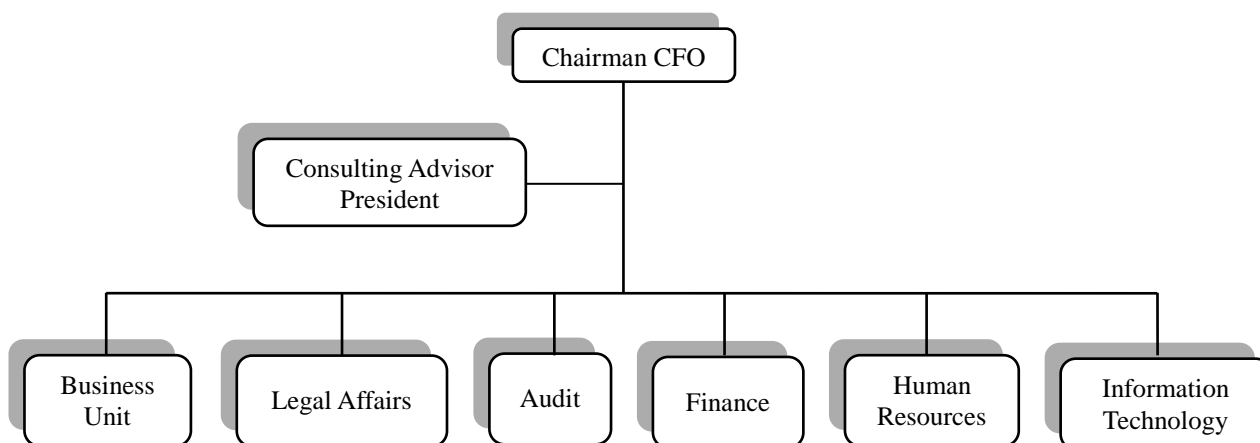 Chairman CFO
Consulting Advisor
President
Business
Unit
Legal Affairs
Audit
Finance
Human
Resources
Information
Technology